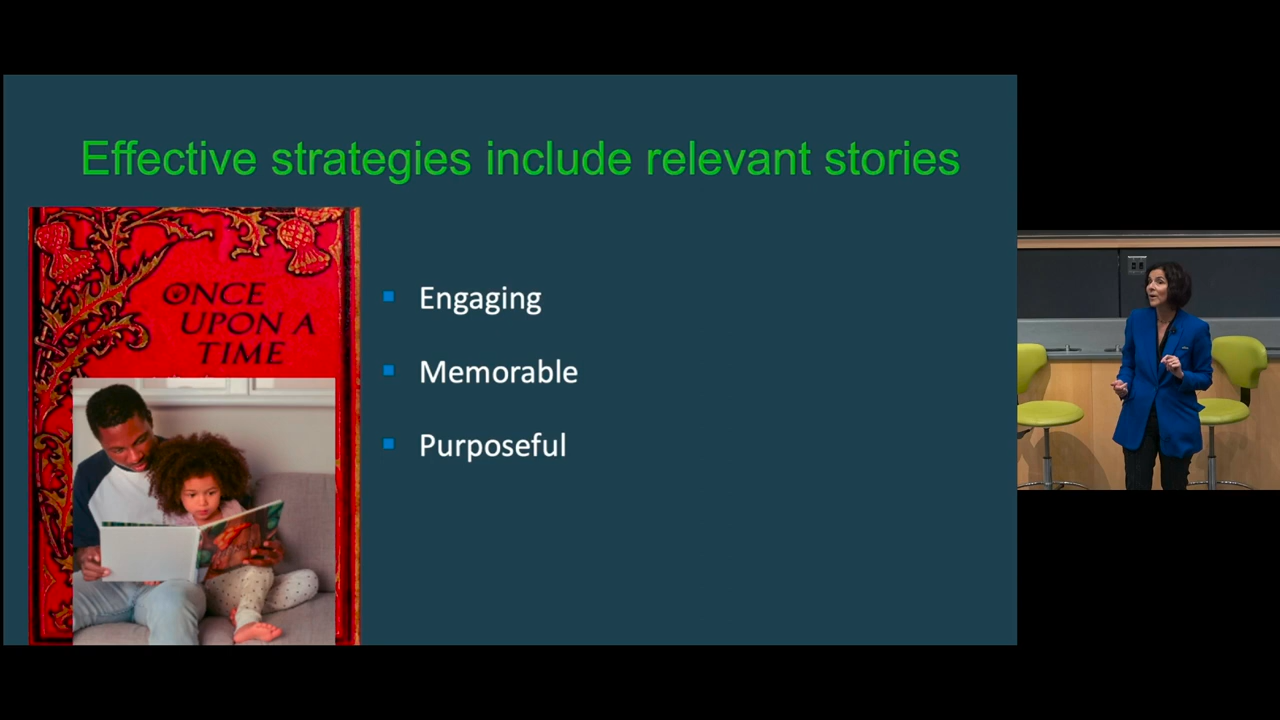 Effective strategies include relevant stories
ONCE
UPON A
TIME
Engaging
Memorable
Purposeful